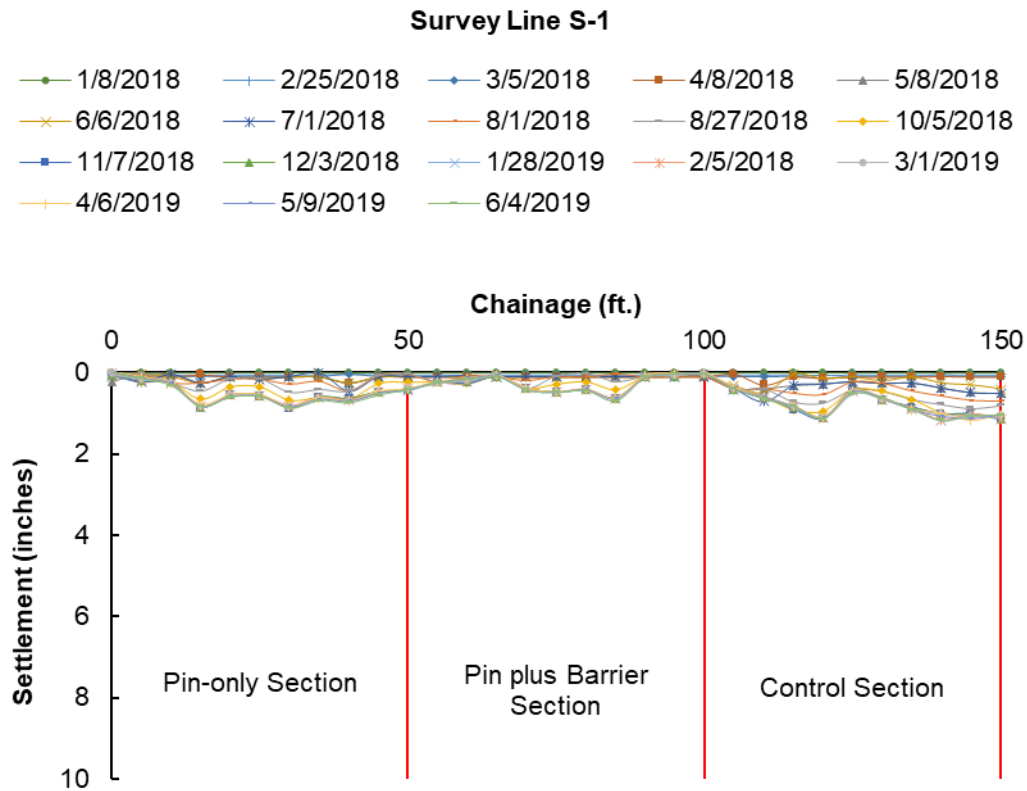 Survey Line S-1
1/8/2018 2/25/2018 3/5/2018 4/8/2018 5/8/2018
6/6/2018 7/1/2018 8/1/2018 8/27/2018 10/5/2018
11/7/2018 12/3/2018 1/28/2019 2/5/2018 3/1/2019
4/6/2019 5/9/2019 6/4/2019
Chainage (ft.)
0 50 100 150
0
2
4
6
8
10
Settlement (inches)
Pin-only Section
Pin plus Barrier
Section
Control Section